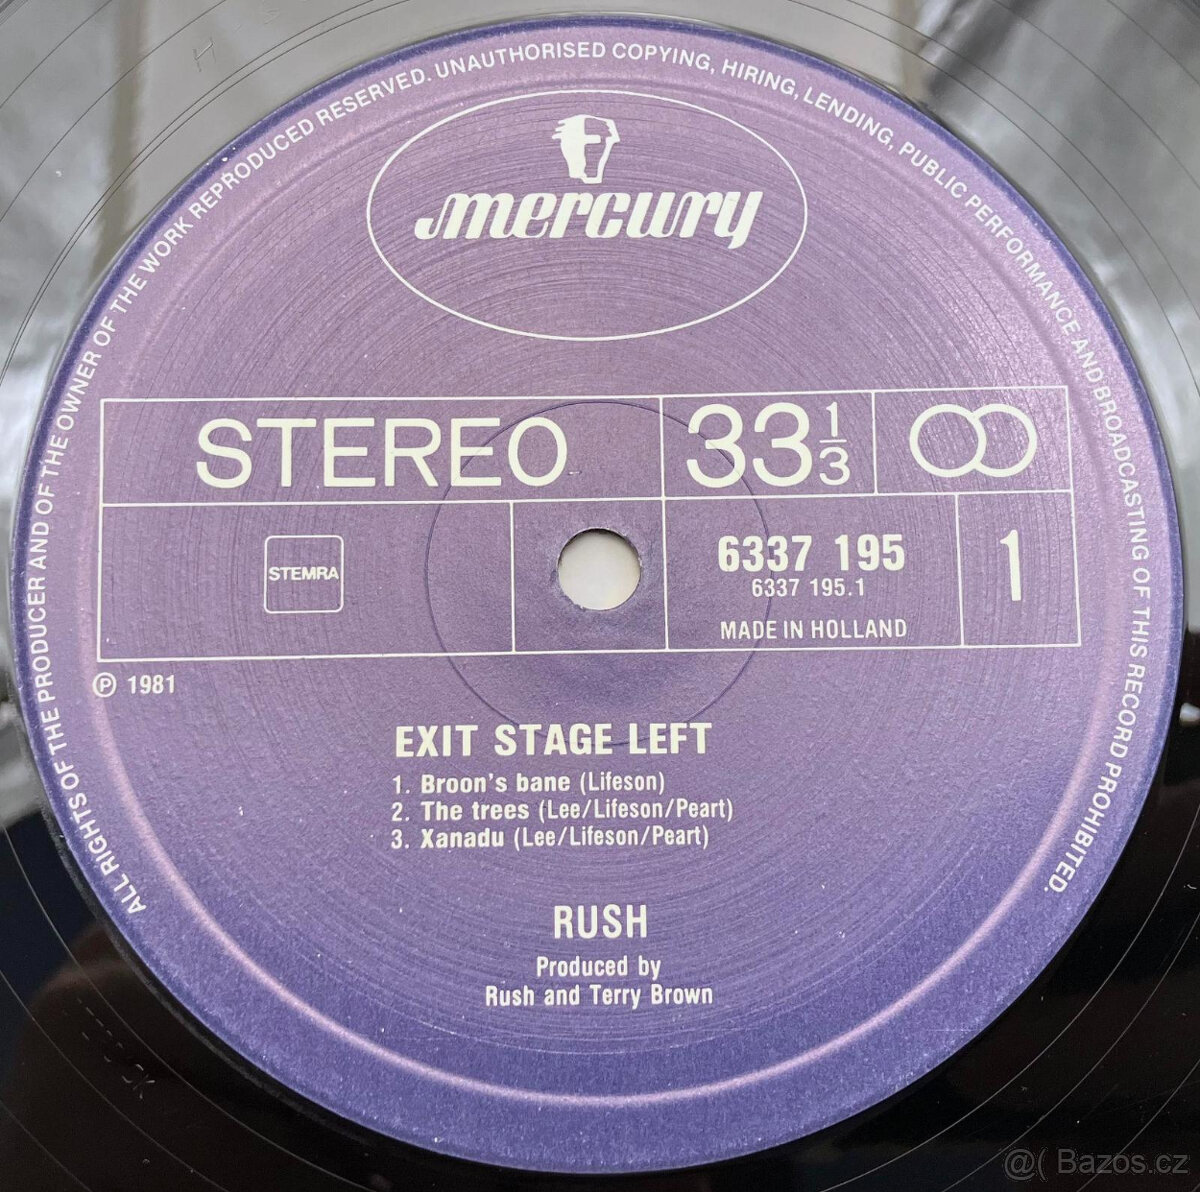 ALL RIGHTS OF THE PRODUCER AND OF THE OWNER OF THE WORK REPRODUCED RESERVED. UNAUTHORISED COPYING, HIRING, LENDING, PUBLIC PERFORMANCE AND BROADCASTING OF THIS RECORD PROHIBITED.
mercury
STEREO
33 1/3
STEMRA
6337 195
6337 195.1
MADE IN HOLLAND
1
℗ 1981
EXIT STAGE LEFT
1. Broon's bane (Lifeson)
2. The trees (Lee/Lifeson/Peart)
3. Xanadu (Lee/Lifeson/Peart)
RUSH
Produced by
Rush and Terry Brown
@( Bazos.cz